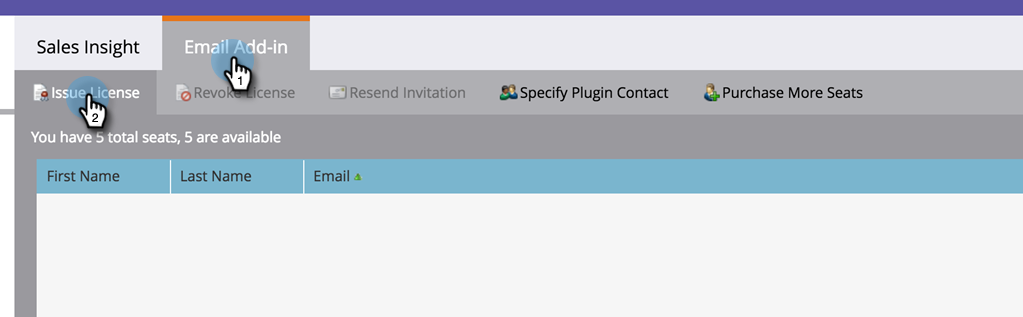 Sales Insight Email Add-in
1
Issue License Revoke License Resend Invitation Specify Plugin Contact Purchase More Seats
2
You have 5 total seats, 5 are available
First Name Last Name Email